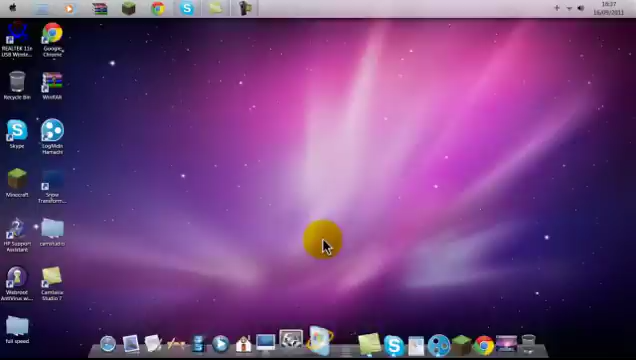 18:37
16/09/2011
REALTEK 11n
USB Wirele...
Google
Chrome
Recycle Bin
WinRAR
Skype
LogMeIn
Hamachi
Minecraft
Snow
Transform...
HP Support
Assistant
camstudio
Webroot
AntiVirus w...
Camtasia
Studio 7
full speed